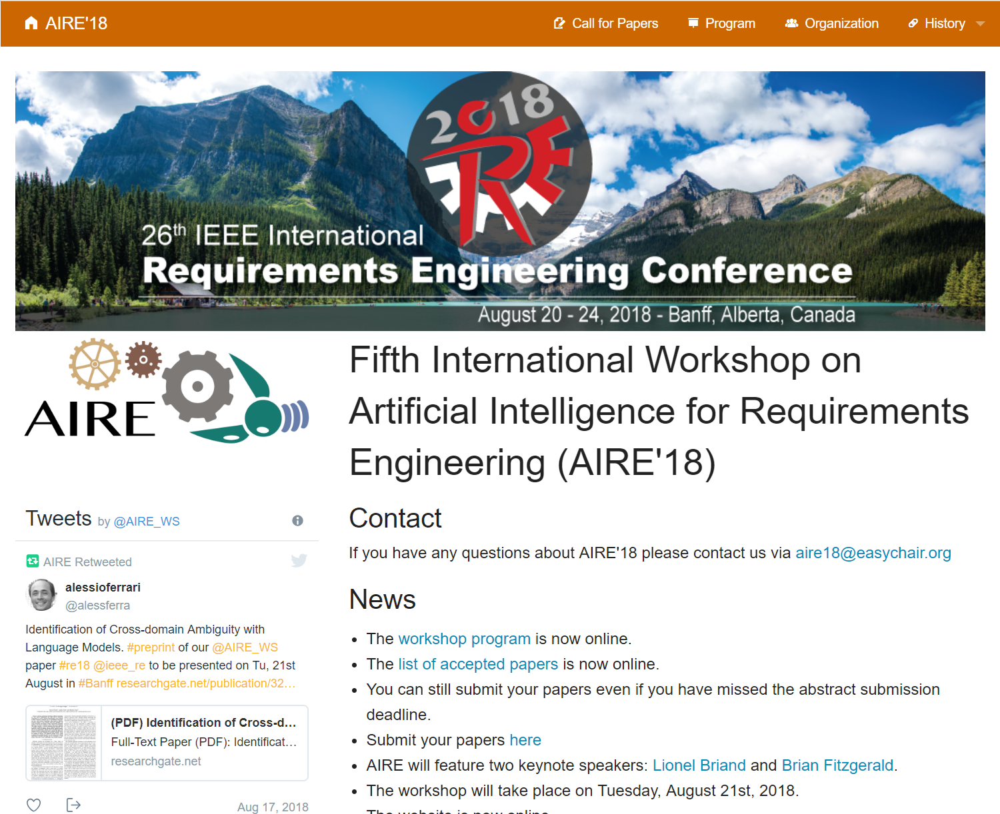 AIRE'18
Call for Papers
Program
Organization
History
2018
RE
26th IEEE International
Requirements Engineering Conference
August 20 - 24, 2018 - Banff, Alberta, Canada
AIRE
Fifth International Workshop on
Artificial Intelligence for Requirements
Engineering (AIRE'18)
Tweets by @AIRE_WS
AIRE Retweeted
alessioferrari
@alessferra
Identification of Cross-domain Ambiguity with
Language Models. #preprint of our @AIRE_WS
paper #re18 @ieee_re to be presented on Tu, 21st
August in #Banff researchgate.net/publication/32…
(PDF) Identification of Cross-d…
Full-Text Paper (PDF): Identificat…
researchgate.net
Aug 17, 2018
Contact
If you have any questions about AIRE'18 please contact us via aire18@easychair.org
News
The workshop program is now online.
The list of accepted papers is now online.
You can still submit your papers even if you have missed the abstract submission
deadline.
Submit your papers here
AIRE will feature two keynote speakers: Lionel Briand and Brian Fitzgerald.
The workshop will take place on Tuesday, August 21st, 2018.
The website is now online